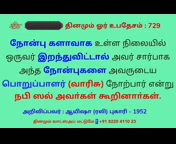 தினமும் ஓர் உபதேசம் : 729
நோன்பு களாவாக உள்ள நிலையில்
ஒருவர் இறந்துவிட்டால் அவர் சார்பாக
அந்த நோன்புகளை அவருடைய
பொறுப்பாளர் (வாரிசு) நோற்பார் என்று
நபி ஸல் அவர்கள் கூறினார்கள்.
அறிவிப்பவர் : ஆயிஷா (ரலி) புகாரி - 1952